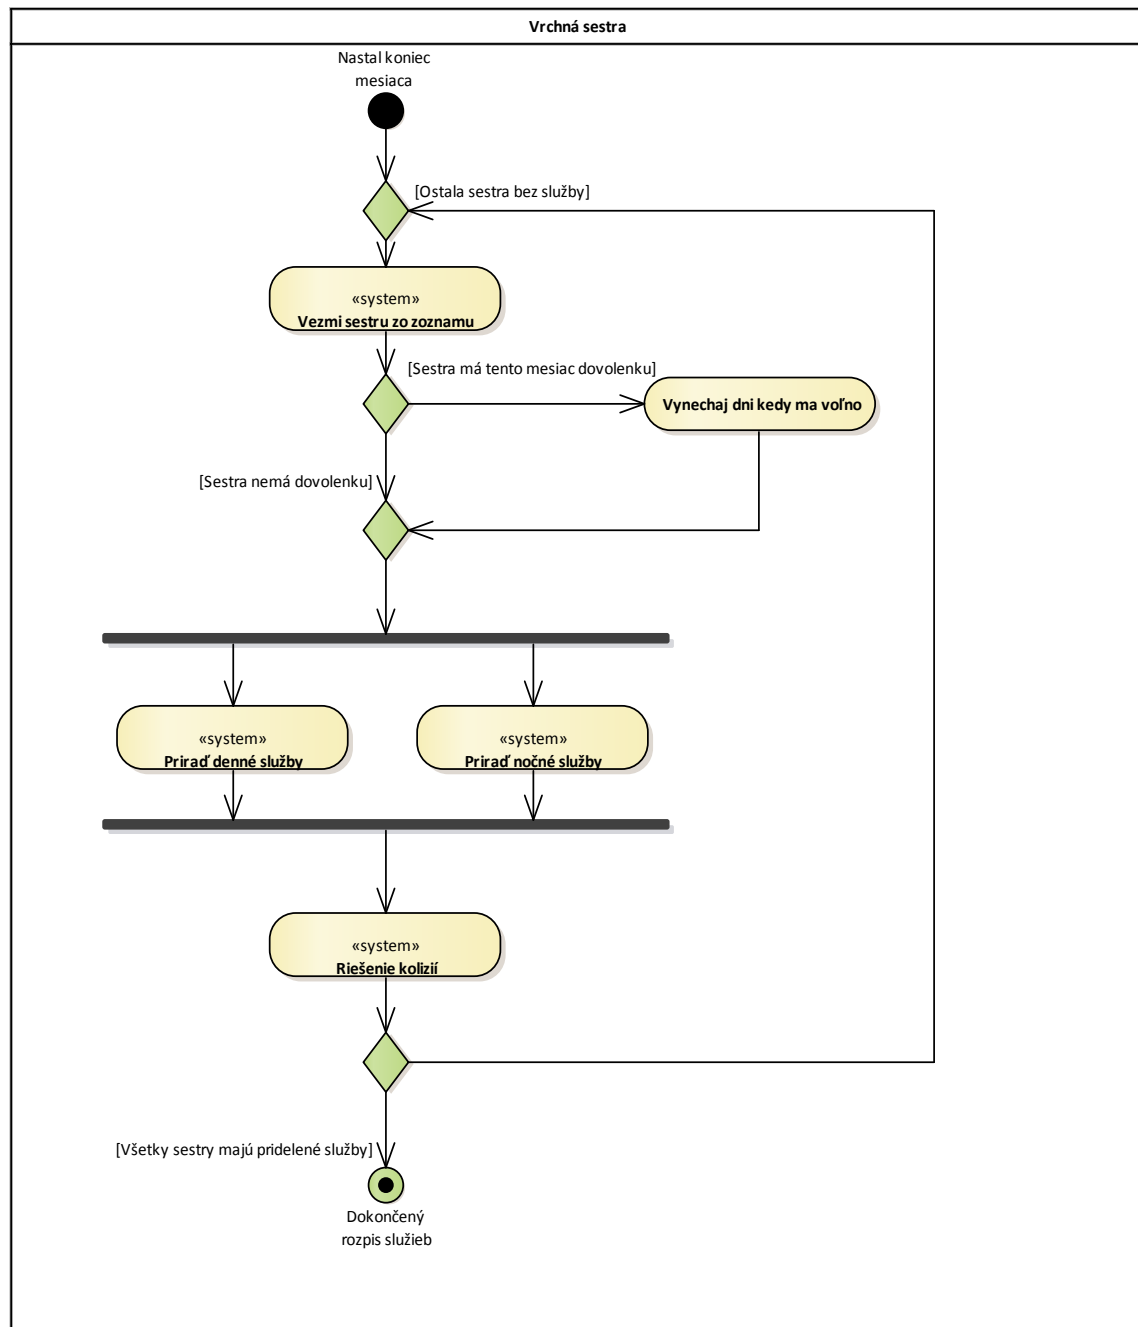 Vrchná sestra
Nastal koniec
mesiaca
[Ostala sestra bez služby]
«system»
Vezmi sestru zo zoznamu
[Sestra má tento mesiac dovolenku]
Vynechaj dni kedy ma voľno
[Sestra nemá dovolenku]
«system»
Priraď denné služby
«system»
Priraď nočné služby
«system»
Riešenie kolizií
[Všetky sestry majú pridelené služby]
Dokončený
rozpis služieb